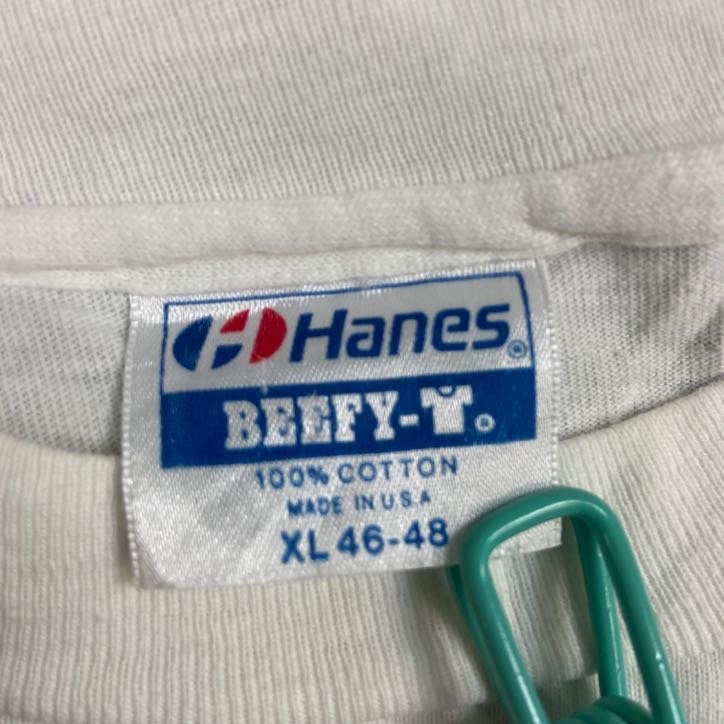 Hanes®
BEEFY-T®
100% COTTON
MADE IN U.S.A
XL 46-48